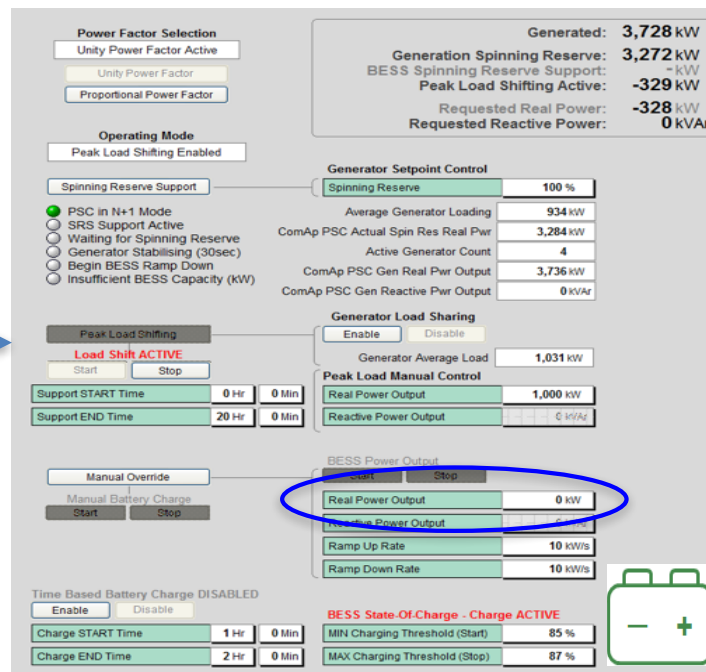 Power Factor Selection
Unity Power Factor Active
Unity Power Factor
Proportional Power Factor
Generated: 3,728 kW
Generation Spinning Reserve: 3,272 kW
BESS Spinning Reserve Support: - kW
Peak Load Shifting Active: -329 kW
Requested Real Power: -328 kW
Requested Reactive Power: 0 kVAr
Operating Mode
Peak Load Shifting Enabled
Generator Setpoint Control
Spinning Reserve Support
Spinning Reserve 100 %
PSC in N+1 Mode
SRS Support Active
Waiting for Spinning Reserve
Generator Stabilising (30sec)
Begin BESS Ramp Down
Insufficient BESS Capacity (kW)
Average Generator Loading 934 kW
ComAp PSC Actual Spin Res Real Pwr 3,284 kW
Active Generator Count 4
ComAp PSC Gen Real Pwr Output 3,736 kW
ComAp PSC Gen Reactive Pwr Output 0 kVAr
Generator Load Sharing
Peak Load Shifting
Enable Disable
Load Shift ACTIVE
Start Stop
Generator Average Load 1,031 kW
Peak Load Manual Control
Support START Time 0 Hr 0 Min
Real Power Output 1,000 kW
Support END Time 20 Hr 0 Min
Reactive Power Output 0 kVAr
BESS Power Output
Manual Override
Start Stop
Manual Battery Charge
Start Stop
Real Power Output 0 kW
Reactive Power Output
Ramp Up Rate 10 kW/s
Ramp Down Rate 10 kW/s
Time Based Battery Charge DISABLED
Enable Disable
BESS State-Of-Charge - Charge ACTIVE
Charge START Time 1 Hr 0 Min
MIN Charging Threshold (Start) 85 %
Charge END Time 2 Hr 0 Min
MAX Charging Threshold (Stop) 87 %